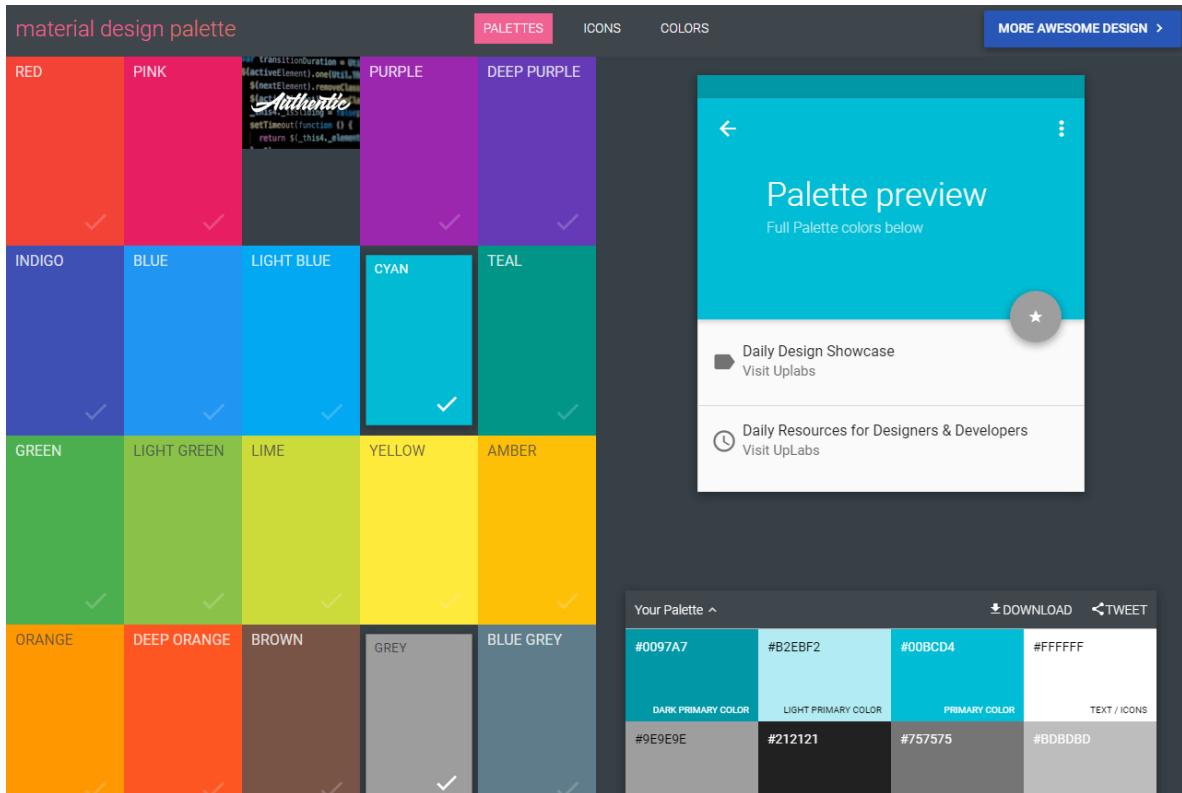 material design palette
PALETTES
ICONS
COLORS
MORE AWESOME DESIGN >
RED
PINK
Authentic
PURPLE
DEEP PURPLE
INDIGO
BLUE
LIGHT BLUE
CYAN
TEAL
GREEN
LIGHT GREEN
LIME
YELLOW
AMBER
ORANGE
DEEP ORANGE
BROWN
GREY
BLUE GREY
Palette preview
Full Palette colors below
Daily Design Showcase
Visit Uplabs
Daily Resources for Designers & Developers
Visit UpLabs
Your Palette
DOWNLOAD
TWEET
#0097A7
#B2EBF2
#00BCD4
#FFFFFF
DARK PRIMARY COLOR
LIGHT PRIMARY COLOR
PRIMARY COLOR
TEXT / ICONS
#9E9E9E
#212121
#757575
#BDBDBD